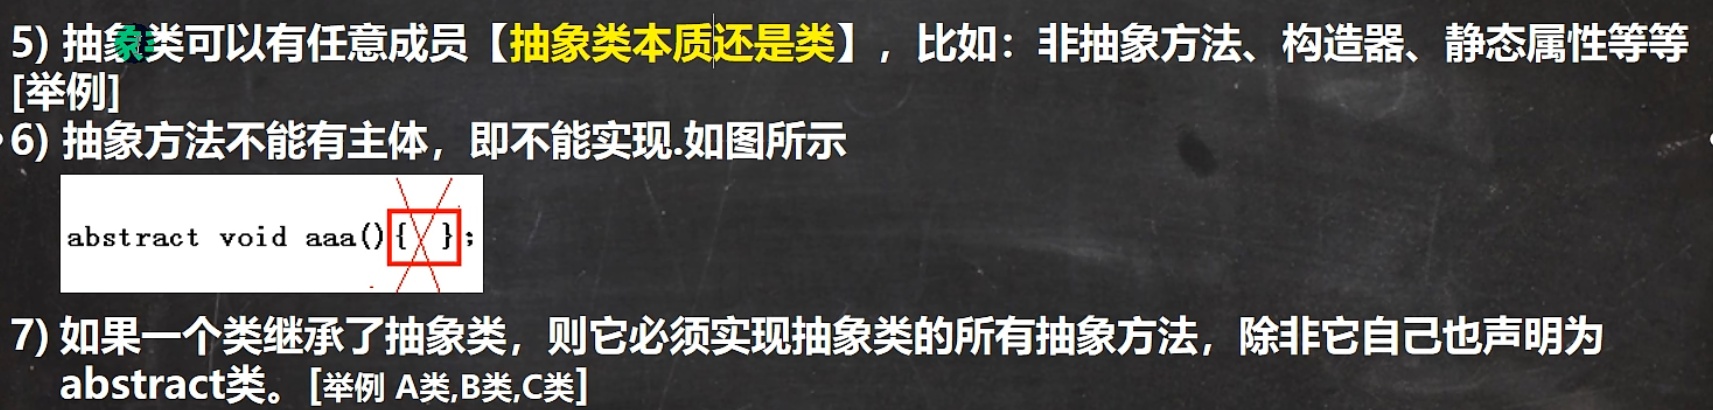 5) 抽象类可以有任意成员【抽象类本质还是类】，比如：非抽象方法、构造器、静态属性等等
[举例]
6) 抽象方法不能有主体，即不能实现.如图所示
abstract void aaa(){ };
7) 如果一个类继承了抽象类，则它必须实现抽象类的所有抽象方法，除非它自己也声明为
abstract类。[举例 A类,B类,C类]